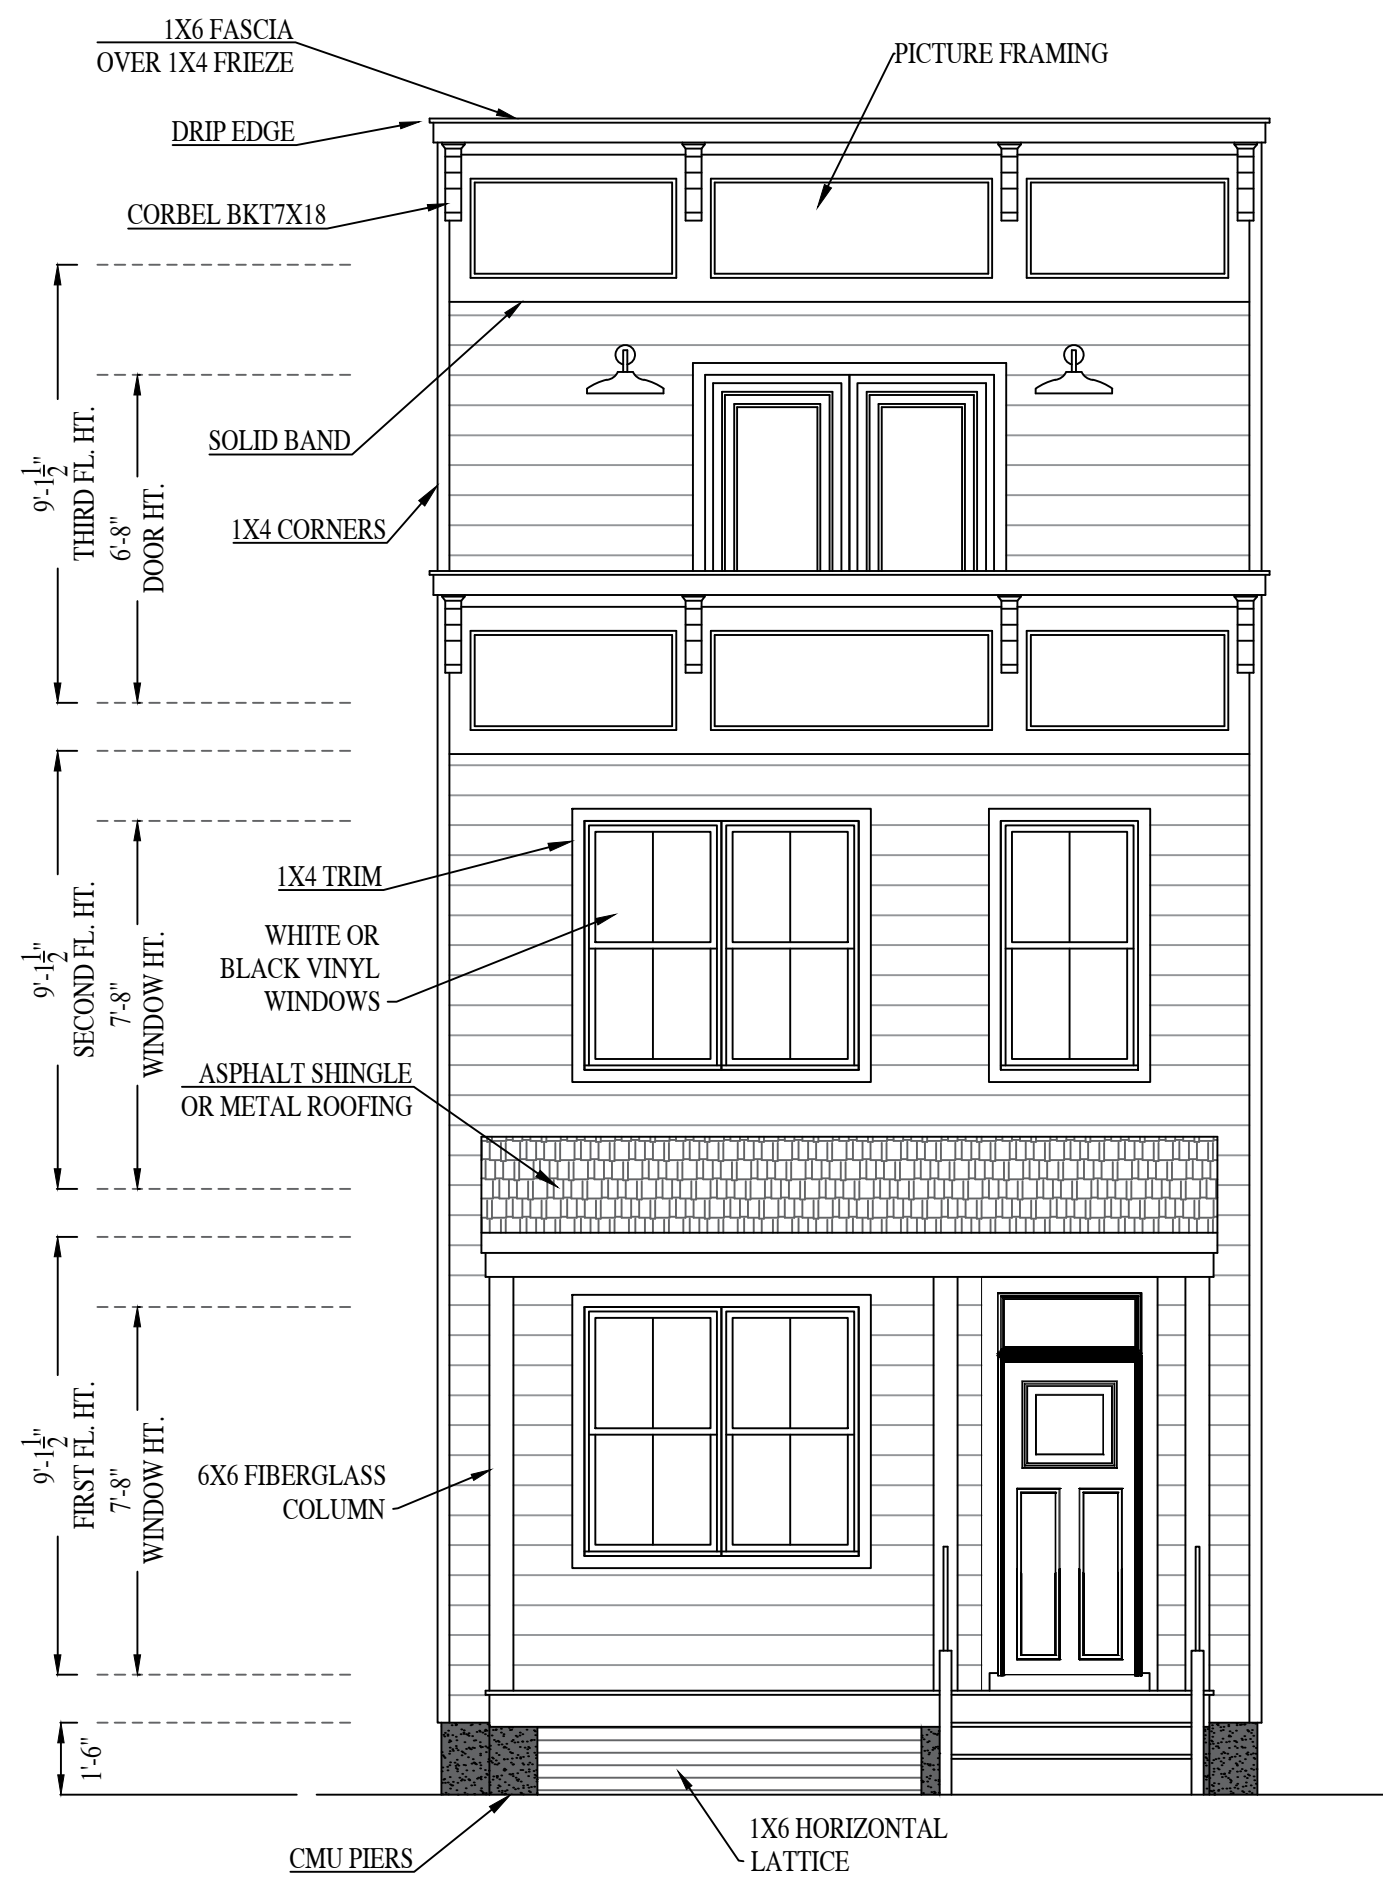 1X6 FASCIA
OVER 1X4 FRIEZE
PICTURE FRAMING
DRIP EDGE
CORBEL BKT7X18
SOLID BAND
1X4 CORNERS
9'-1 1/2"
THIRD FL. HT.
6'-8"
DOOR HT.
1X4 TRIM
WHITE OR
BLACK VINYL
WINDOWS
9'-1 1/2"
SECOND FL. HT.
7'-8"
WINDOW HT.
ASPHALT SHINGLE
OR METAL ROOFING
9'-1 1/2"
FIRST FL. HT.
7'-8"
WINDOW HT.
6X6 FIBERGLASS
COLUMN
1'-6"
1X6 HORIZONTAL
LATTICE
CMU PIERS